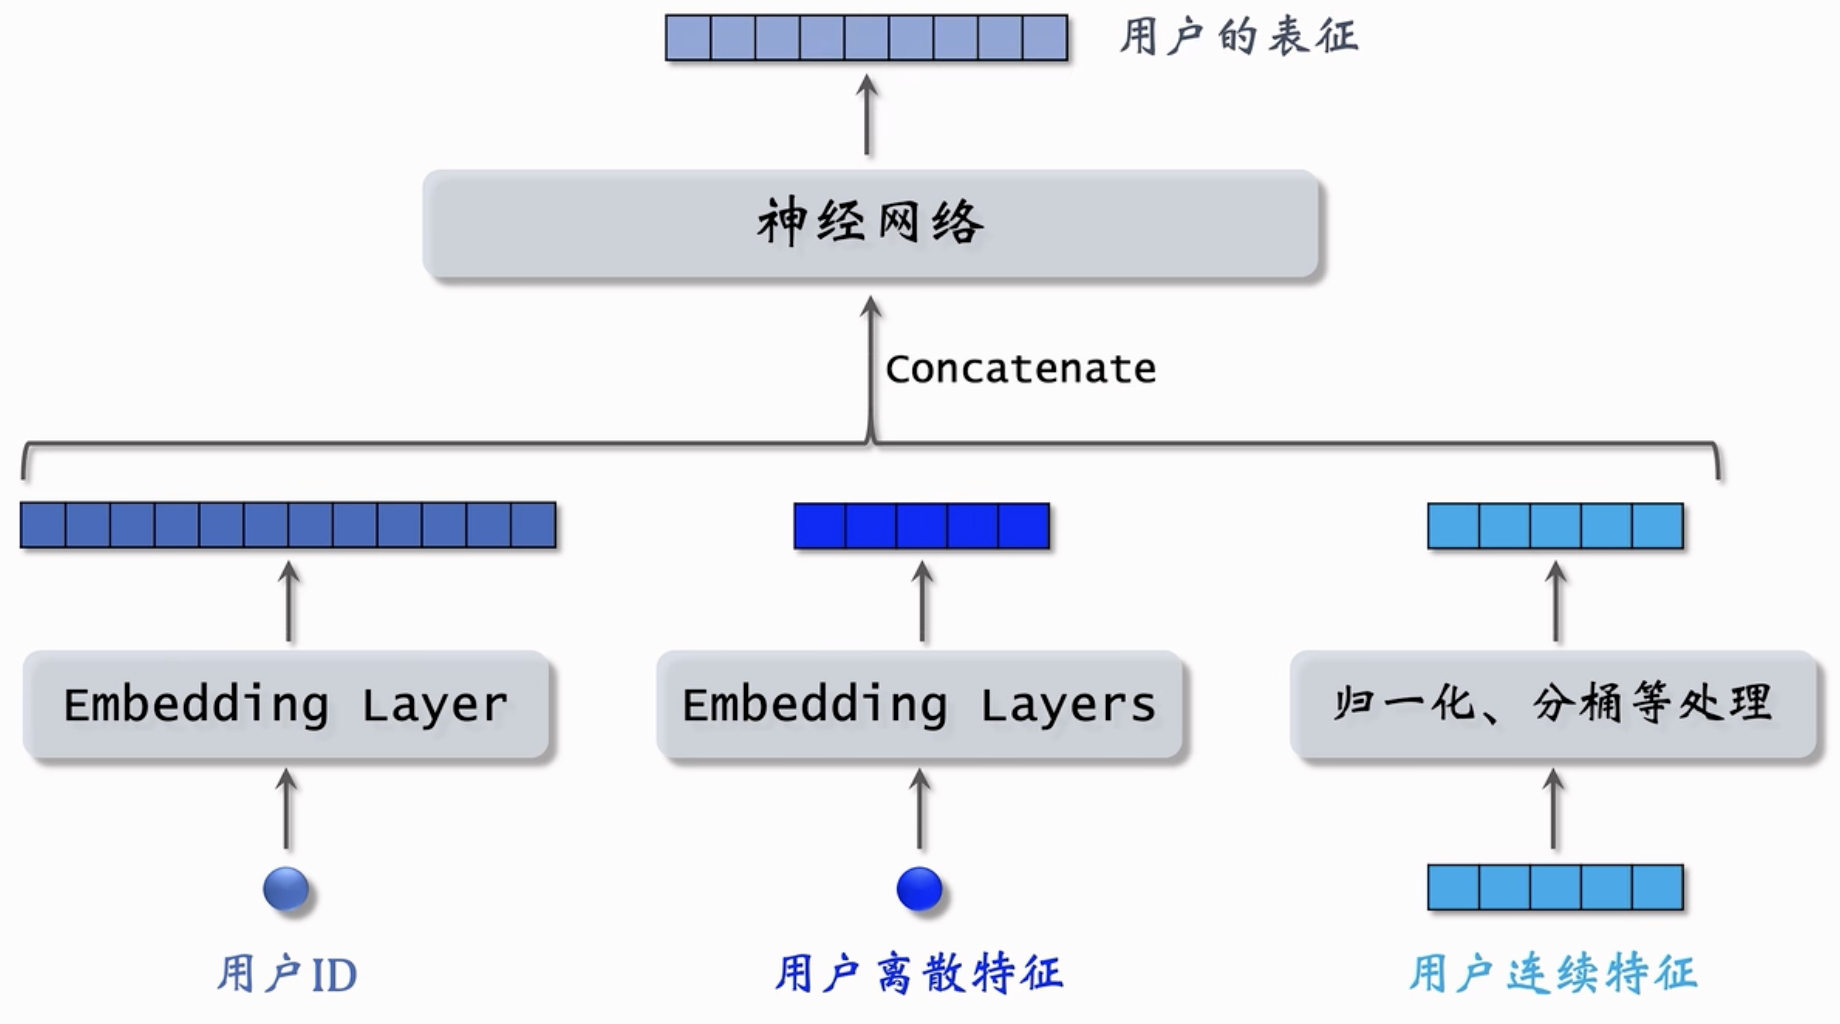 用户的表征
神经网络
Concatenate
Embedding Layer
Embedding Layers
归一化、分桶等处理
用户ID
用户离散特征
用户连续特征